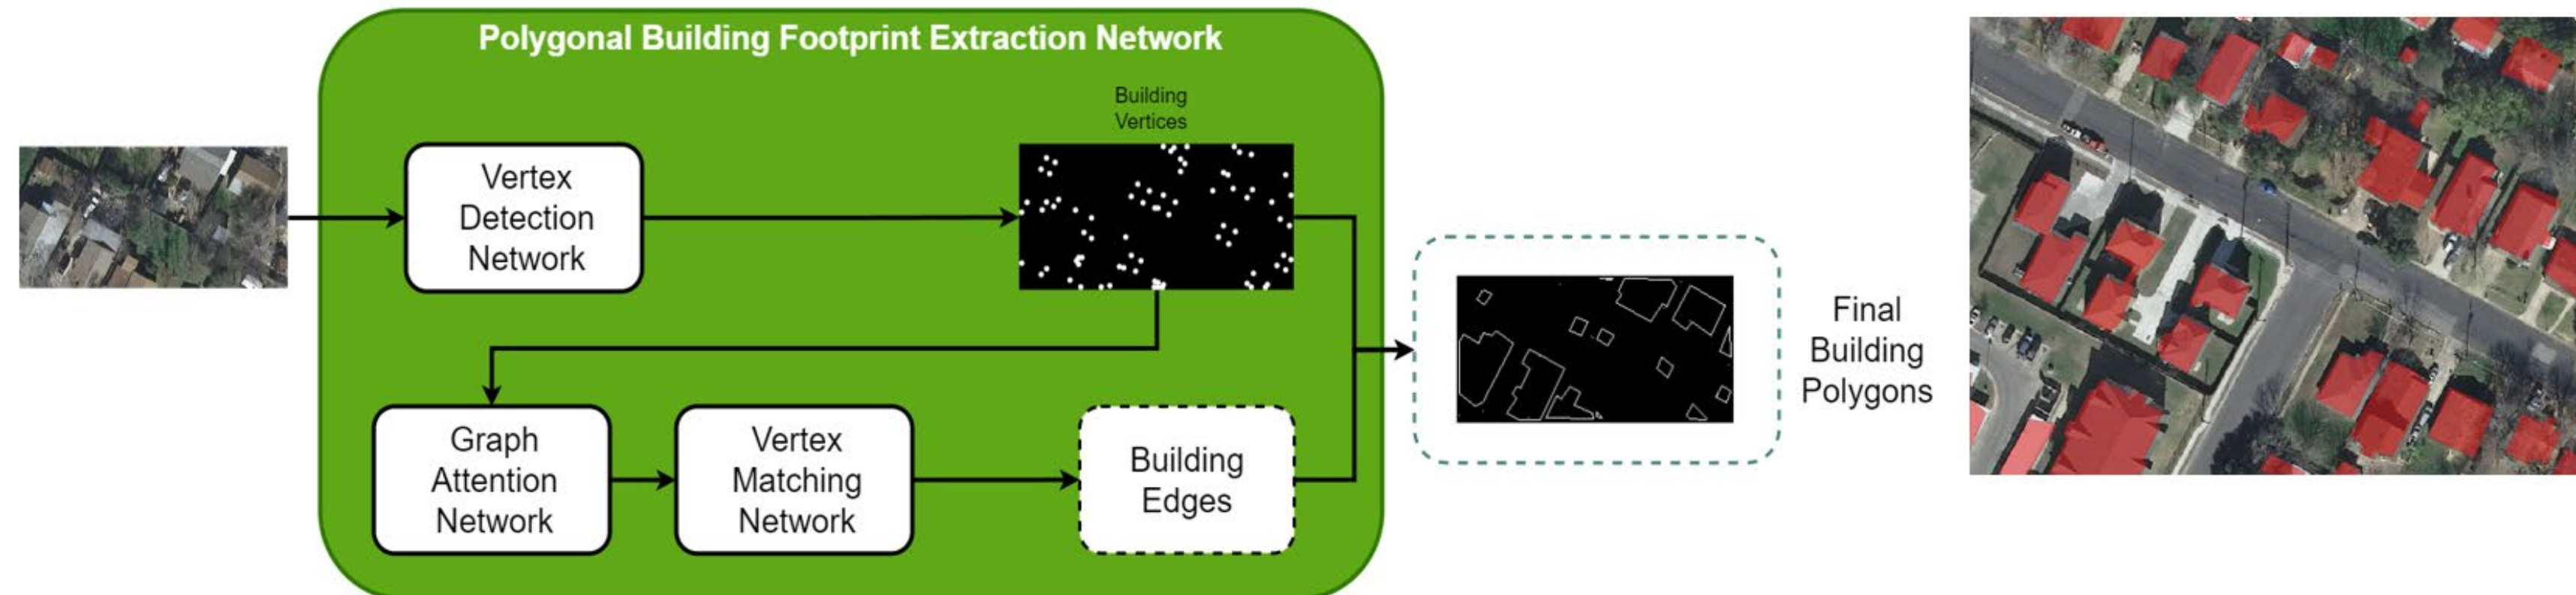 Polygonal Building Footprint Extraction Network
Building
Vertices
Vertex
Detection
Network
Graph
Attention
Network
Vertex
Matching
Network
Building
Edges
Final
Building
Polygons